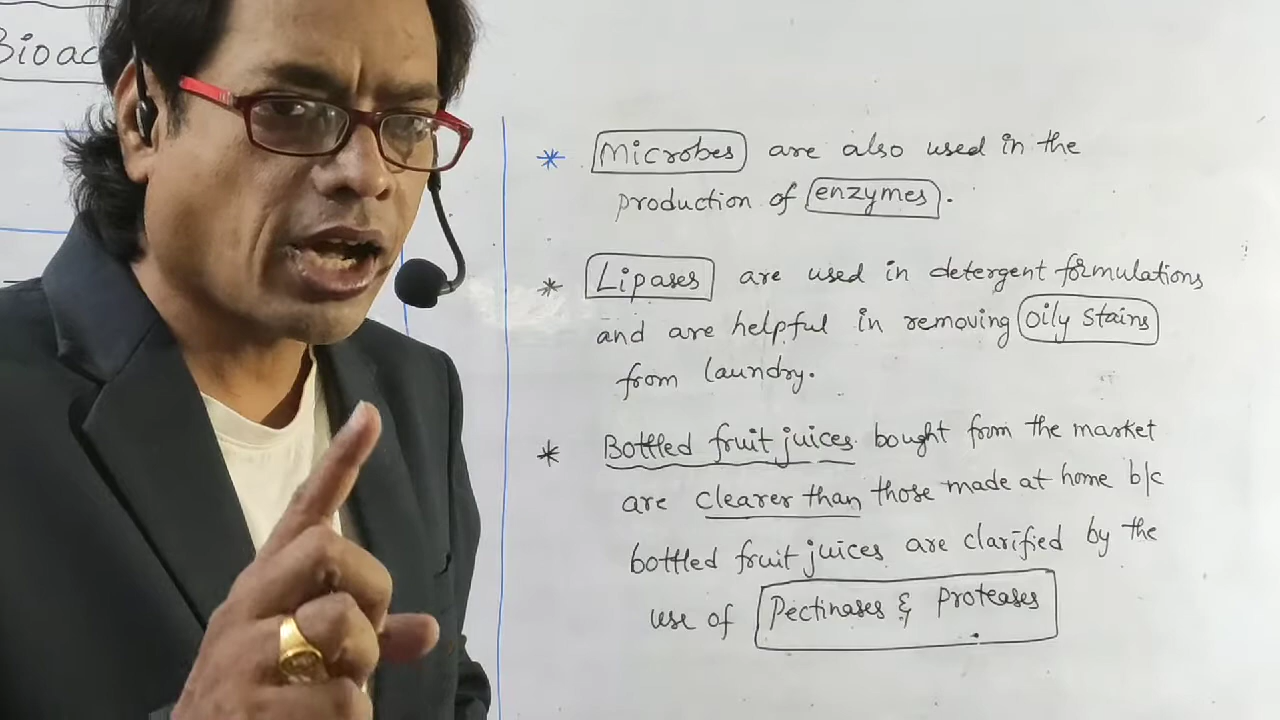 Bioac
* Microbes are also used in the
production of enzymes.
* Lipases are used in detergent formulations
and are helpful in removing oily stains
from laundry.
* Bottled fruit juices bought from the market
are clearer than those made at home b/c
bottled fruit juices are clarified by the
use of Pectinases & Proteases